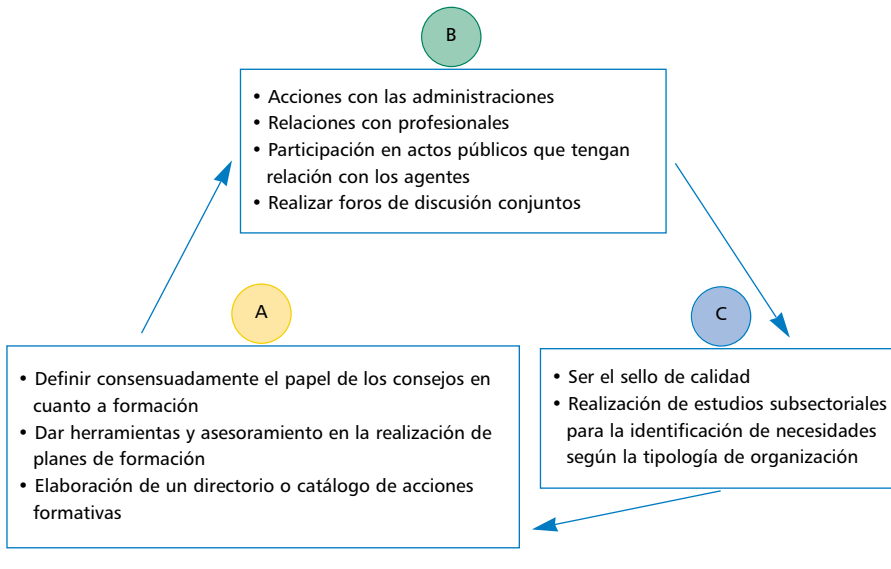 B
• Acciones con las administraciones
• Relaciones con profesionales
• Participación en actos públicos que tengan
relación con los agentes
• Realizar foros de discusión conjuntos
A
• Definir consensuadamente el papel de los consejos en
cuanto a formación
• Dar herramientas y asesoramiento en la realización de
planes de formación
• Elaboración de un directorio o catálogo de acciones
formativas
C
• Ser el sello de calidad
• Realización de estudios subsectoriales
para la identificación de necesidades
según la tipología de organización